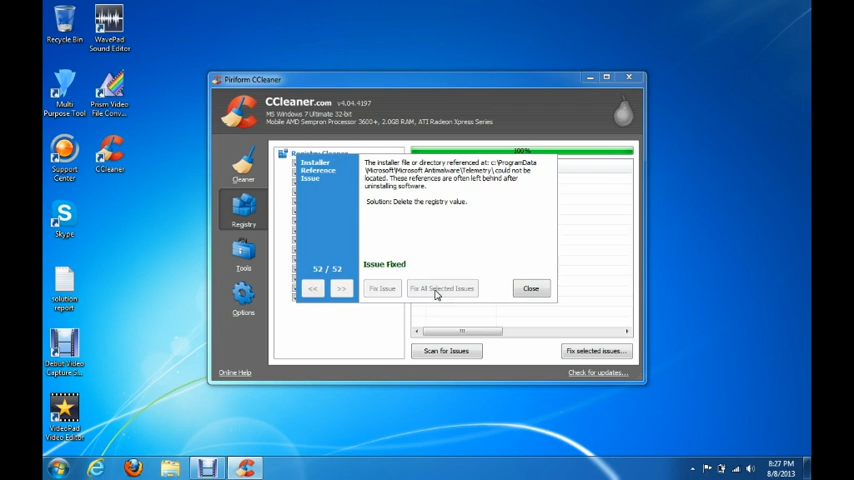 Recycle Bin
WavePad
Sound Editor
Multi
Purpose Tool
Prism Video
File Conv...
Support
Center
CCleaner
Skype
solution
report
Debut Video
Capture S...
VideoPad
Video Editor
Piriform CCleaner
CCleaner.com v4.04.4197
MS Windows 7 Ultimate 32-bit
Mobile AMD Sempron Processor 3600+, 2.0GB RAM, ATI Radeon Xpress Series
Cleaner
Registry
Tools
Options
Registry Cleaner
100%
Installer
Reference
Issue
The installer file or directory referenced at: c:\ProgramData
\Microsoft\Microsoft Antimalware\Telemetry\ could not be
located. These references are often left behind after
uninstalling software.
Solution: Delete the registry value.
Issue Fixed
52 / 52
<<
>>
Fix Issue
Fix All Selected Issues
Close
Scan for Issues
Fix selected issues...
Online Help
Check for updates...
8:27 PM
8/8/2013